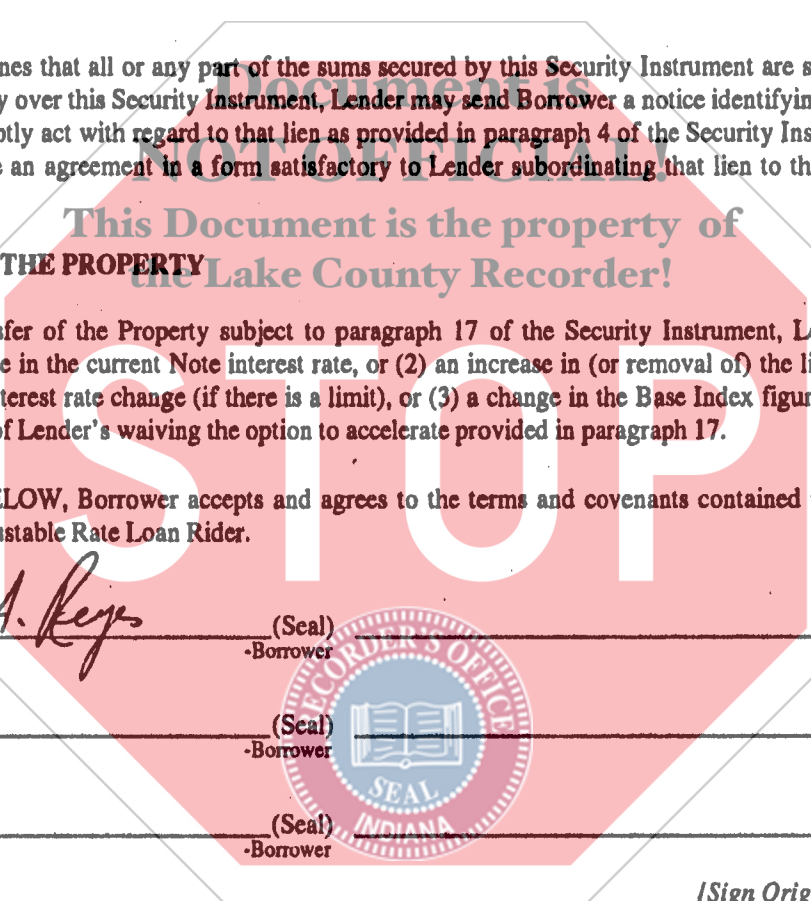 Document is
nes that all or any part of the sums secured by this Security Instrument are s
y over this Security Instrument, Lender may send Borrower a notice identifyin
ptly act with regard to that lien as provided in paragraph 4 of the Security Ins
NOT OFFICIAL!
e an agreement in a form satisfactory to Lender subordinating that lien to th
This Document is the property of
the Lake County Recorder!
THE PROPERTY
sfer of the Property subject to paragraph 17 of the Security Instrument, L
e in the current Note interest rate, or (2) an increase in (or removal of) the li
terest rate change (if there is a limit), or (3) a change in the Base Index figur
f Lender's waiving the option to accelerate provided in paragraph 17.
STOP
LOW, Borrower accepts and agrees to the terms and covenants contained
ustable Rate Loan Rider.
A. Reyes
(Seal)
-Borrower
RECORDER'S OFFICE
(Seal)
-Borrower
SEAL
INDIANA
(Seal)
-Borrower
[Sign Orig